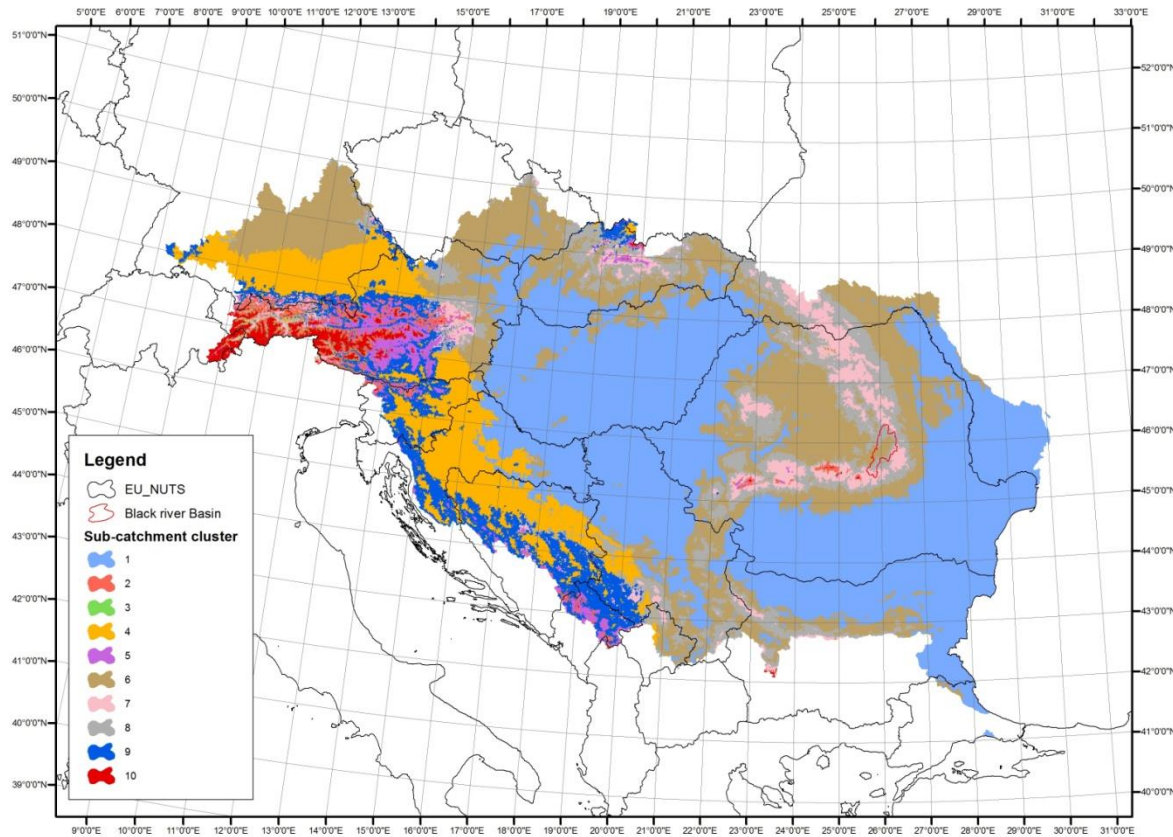 5°0'0"E 7°0'0"E 9°0'0"E 11°0'0"E 12°0'0"E 13°0'0"E 17°0'0"E 19°0'0"E 21°0'0"E 23°0'0"E 25°0'0"E 26°0'0"E 27°0'0"E 29°0'0"E 31°0'0"E 33°0'0"E
51°0'0"N
52°0'0"N
50°0'0"N
51°0'0"N
49°0'0"N
50°0'0"N
48°0'0"N
49°0'0"N
47°0'0"N
48°0'0"N
46°0'0"N
47°0'0"N
45°0'0"N
46°0'0"N
44°0'0"N
45°0'0"N
43°0'0"N
44°0'0"N
42°0'0"N
43°0'0"N
41°0'0"N
42°0'0"N
40°0'0"N
41°0'0"N
39°0'0"N
40°0'0"N
Legend
EU_NUTS
Black river Basin
Sub-catchment cluster
1
2
3
4
5
6
7
8
9
10
9°0'0"E 10°0'0"E 11°0'0"E 12°0'0"E 13°0'0"E 14°0'0"E 15°0'0"E 16°0'0"E 17°0'0"E 18°0'0"E 19°0'0"E 20°0'0"E 21°0'0"E 22°0'0"E 23°0'0"E 24°0'0"E 25°0'0"E 26°0'0"E 27°0'0"E 28°0'0"E 29°0'0"E 30°0'0"E 31°0'0"E